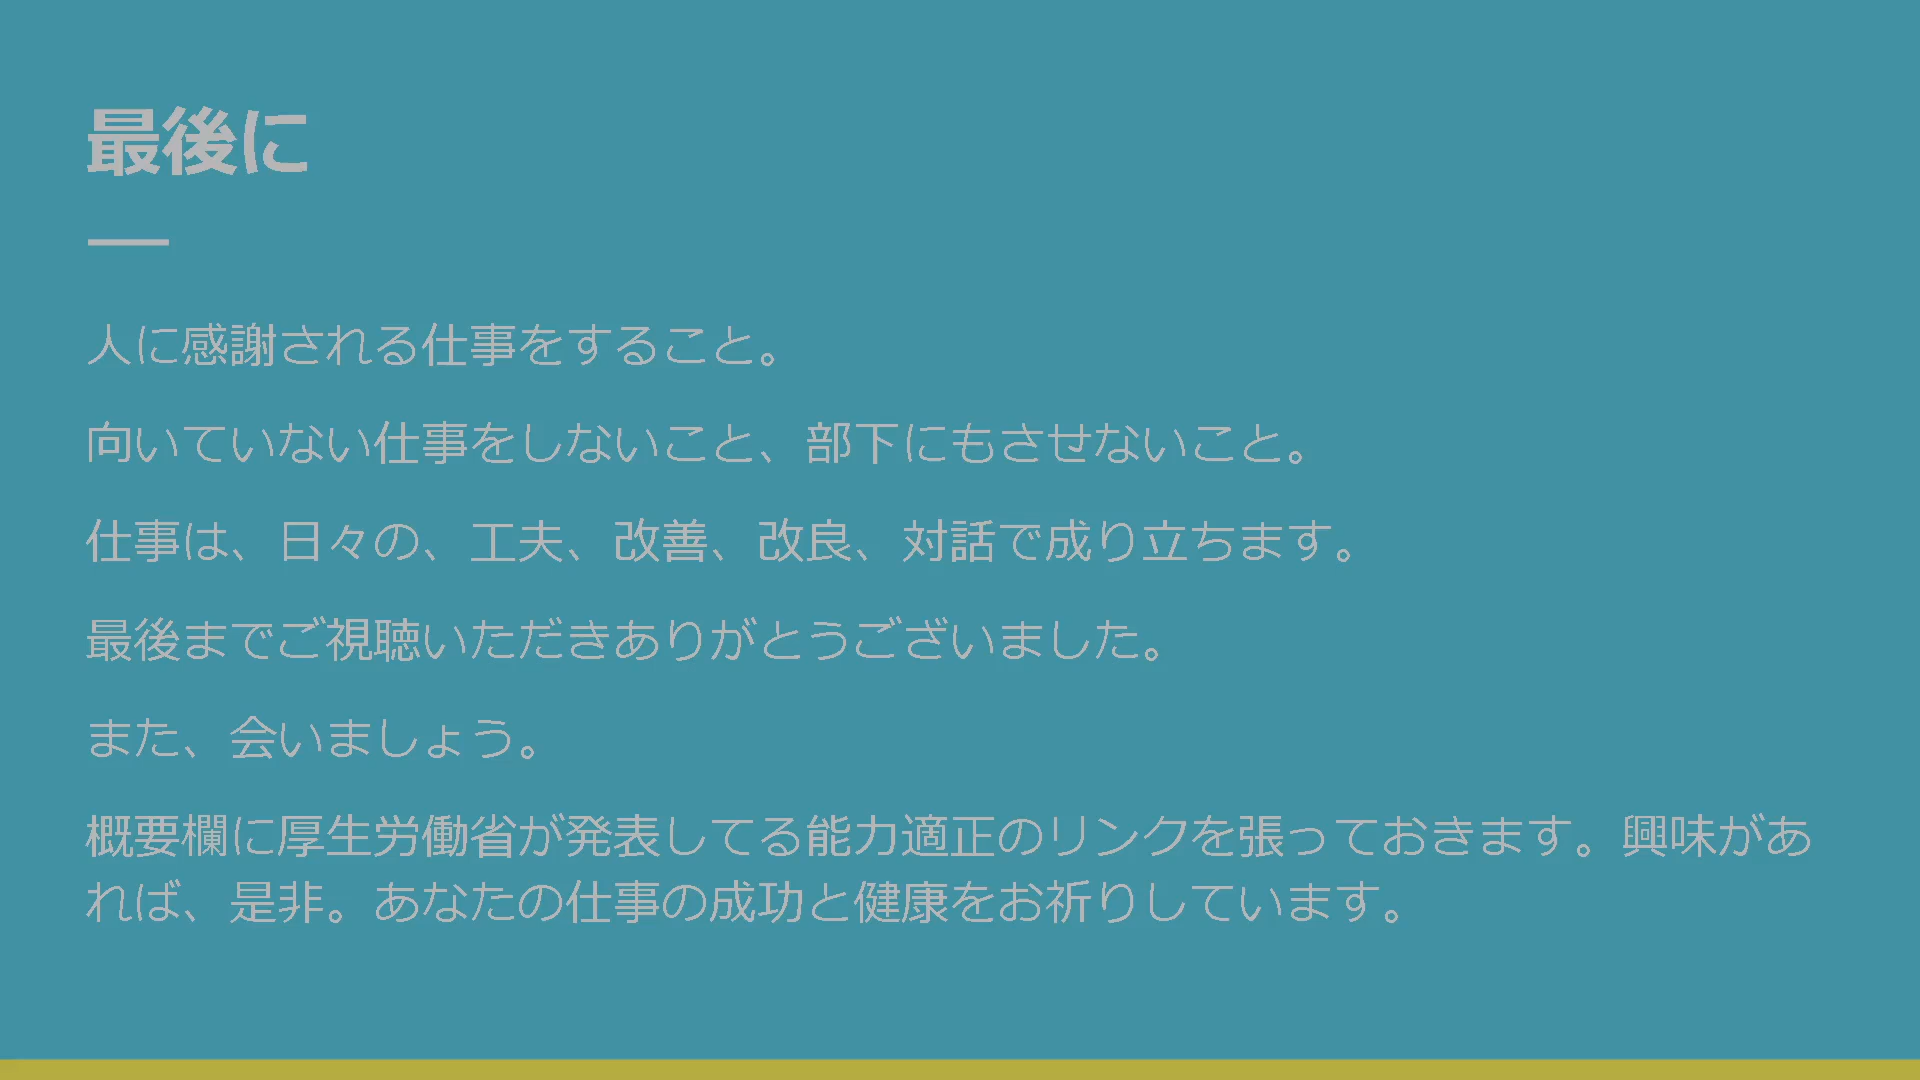 最後に
人に感謝される仕事をすること。
向いていない仕事をしないこと、部下にもさせないこと。
仕事は、日々の、工夫、改善、改良、対話で成り立ちます。
最後までご視聴いただきありがとうございました。
また、会いましょう。
概要欄に厚生労働省が発表してる能力適正のリンクを張っておきます。興味があ
れば、是非。あなたの仕事の成功と健康をお祈りしています。